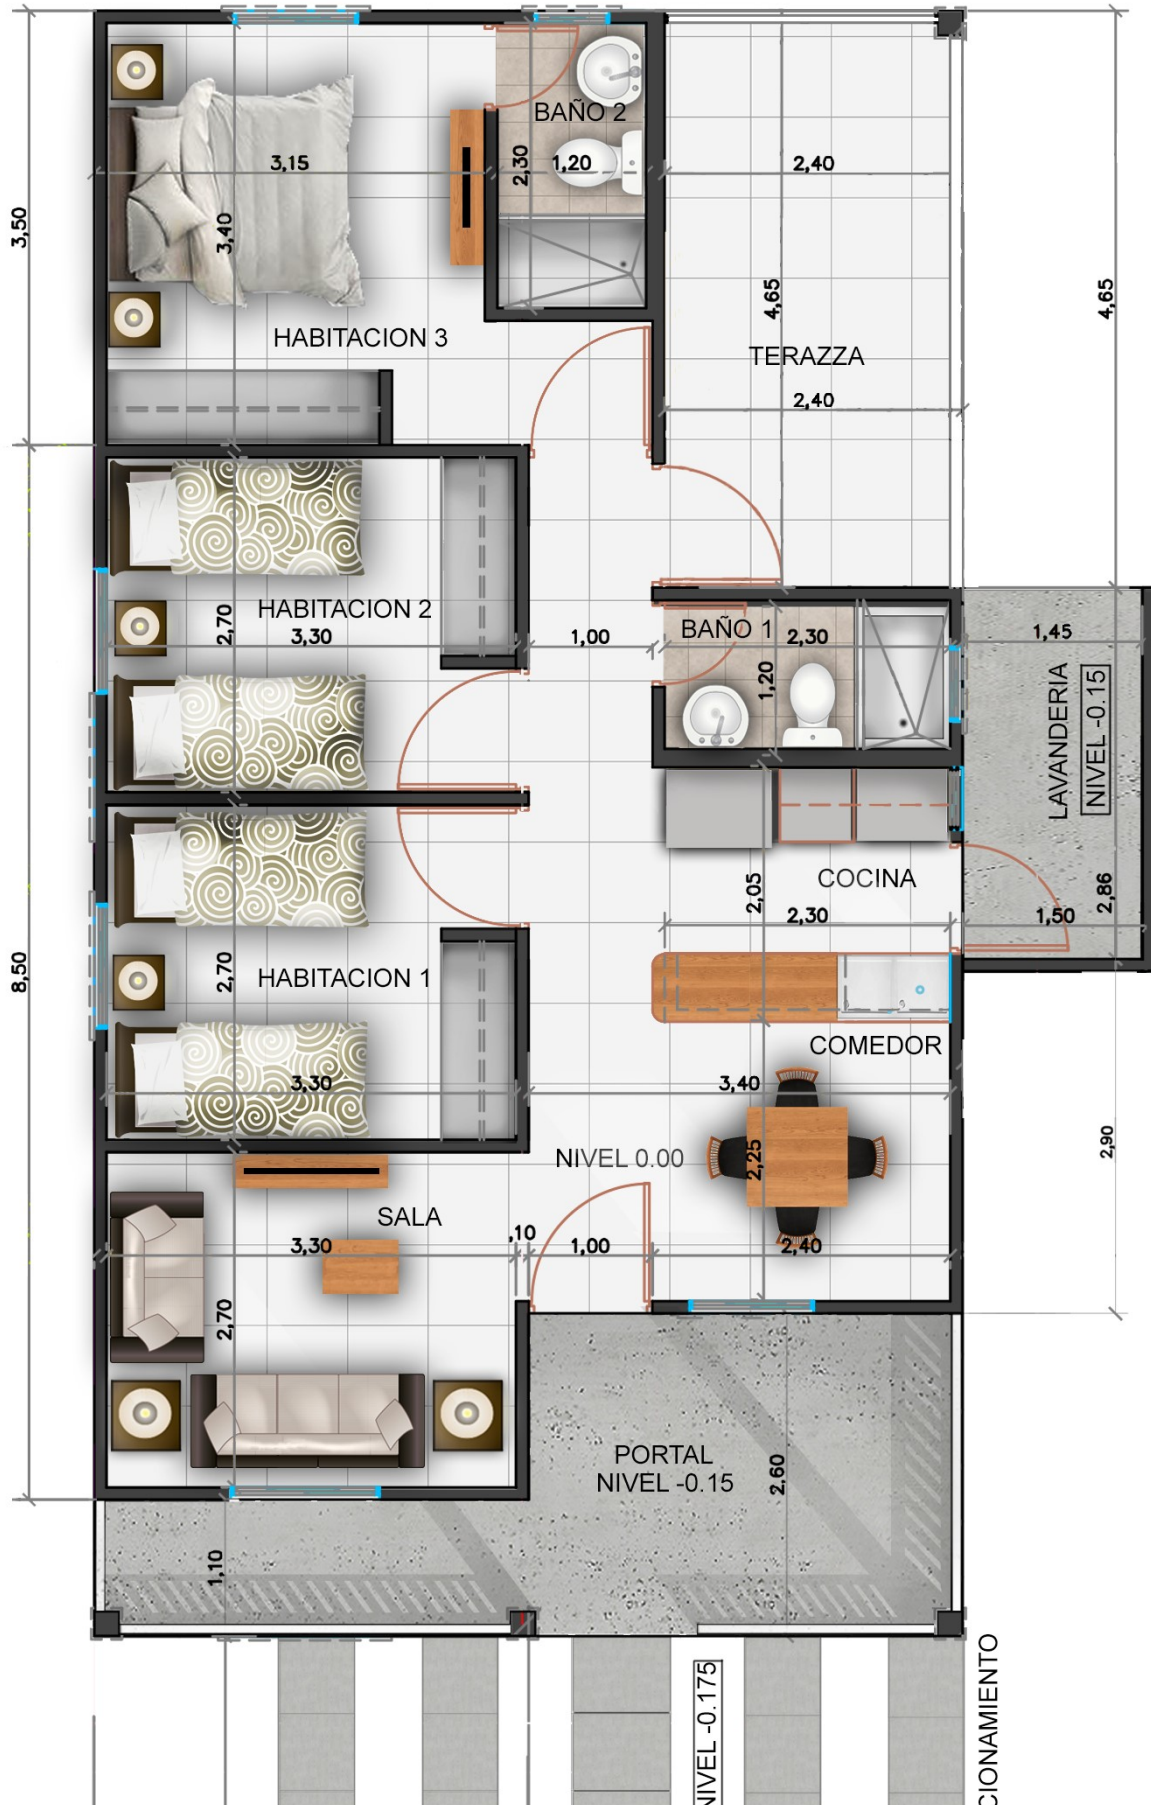 BAÑO 2
3,15
2,30
1,20
2,40
3,50
3,40
4,65
4,65
HABITACION 3
TERAZZA
2,40
HABITACION 2
2,70
3,30
1,00
BAÑO 1
2,30
1,20
1,45
LAVANDERIA
NIVEL -0.15
COCINA
2,05
2,30
2,86
1,50
8,50
2,70
HABITACION 1
COMEDOR
3,30
3,40
NIVEL 0.00
2,25
2,90
SALA
,10
3,30
1,00
2,40
2,70
PORTAL
NIVEL -0.15
2,60
1,10
NIVEL -0.175
CIONAMIENTO